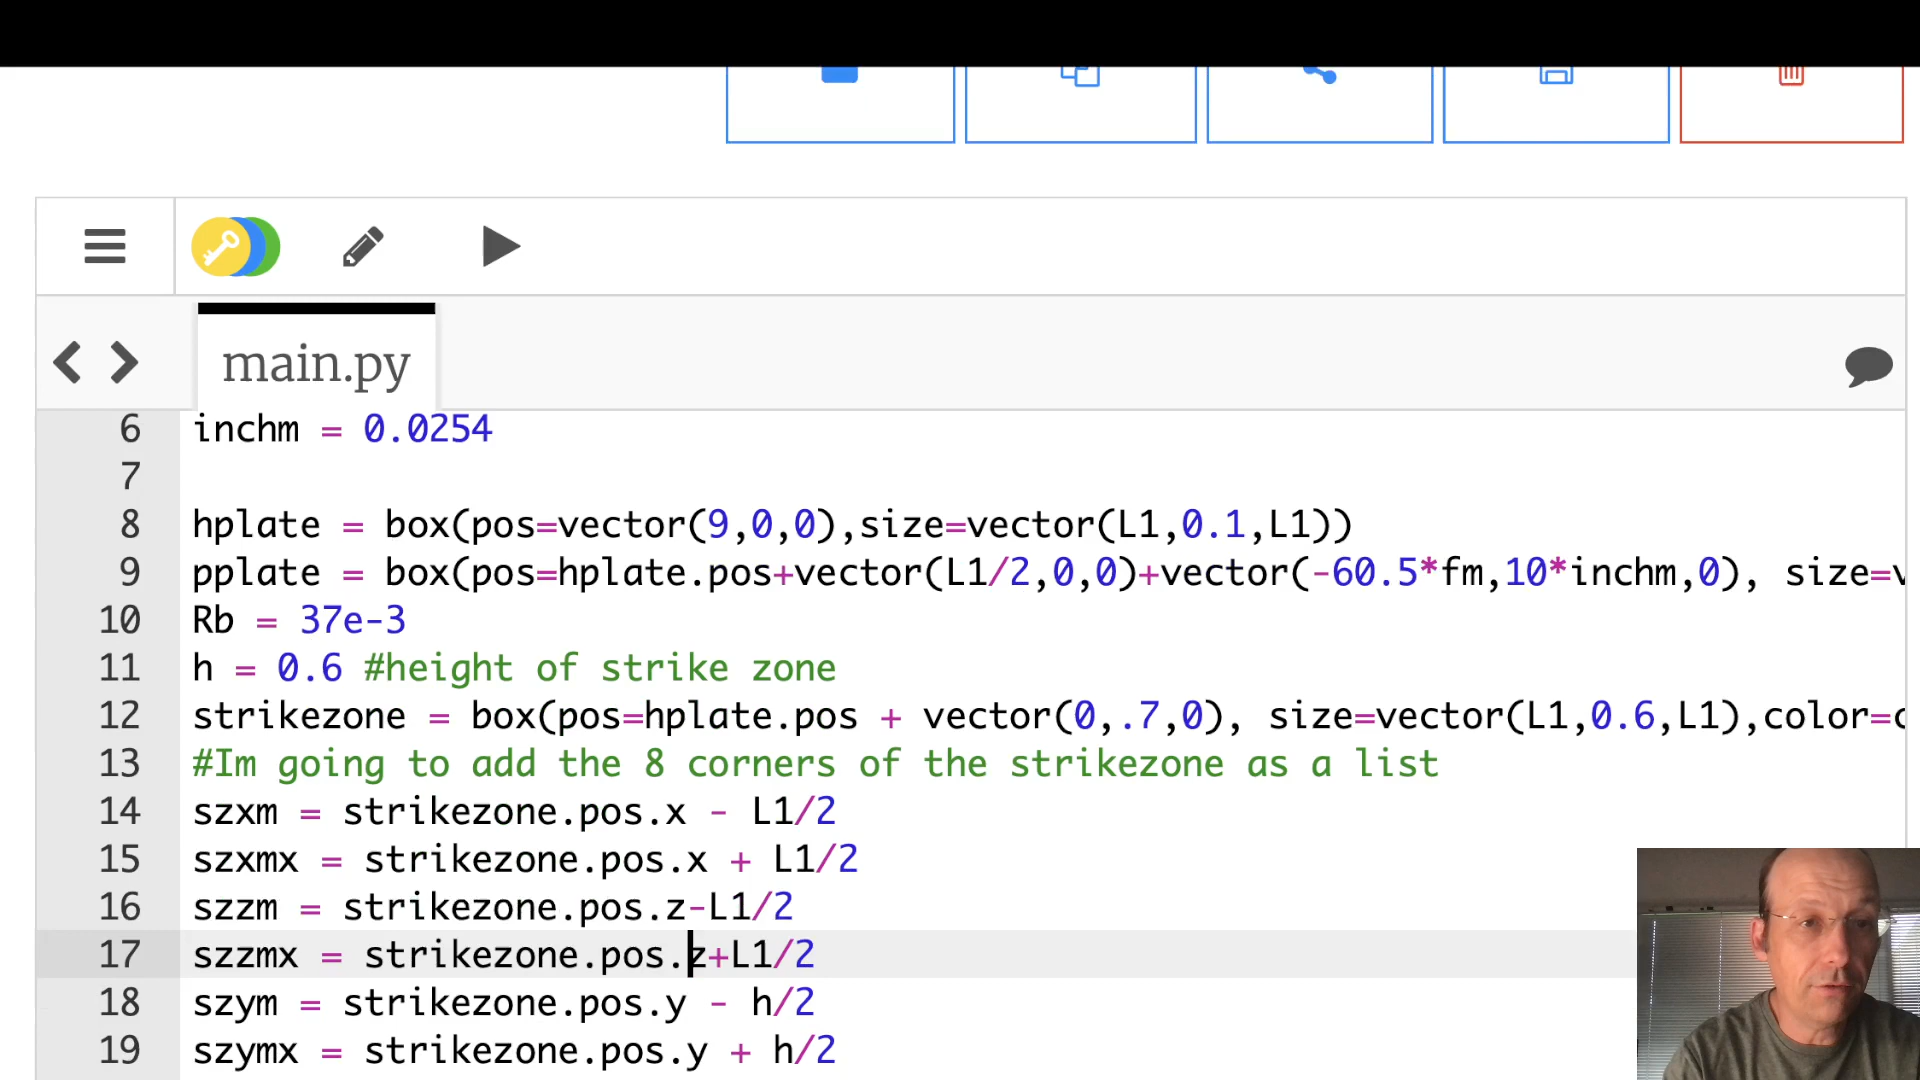 main.py
6 inchm = 0.0254
7
8 hplate = box(pos=vector(9,0,0),size=vector(L1,0.1,L1))
9 pplate = box(pos=hplate.pos+vector(L1/2,0,0)+vector(-60.5*fm,10*inchm,0), size=v
10 Rb = 37e-3
11 h = 0.6 #height of strike zone
12 strikezone = box(pos=hplate.pos + vector(0,.7,0), size=vector(L1,0.6,L1),color=c
13 #Im going to add the 8 corners of the strikezone as a list
14 szxm = strikezone.pos.x - L1/2
15 szxmx = strikezone.pos.x + L1/2
16 szzm = strikezone.pos.z-L1/2
17 szzmx = strikezone.pos.z+L1/2
18 szym = strikezone.pos.y - h/2
19 szymx = strikezone.pos.y + h/2